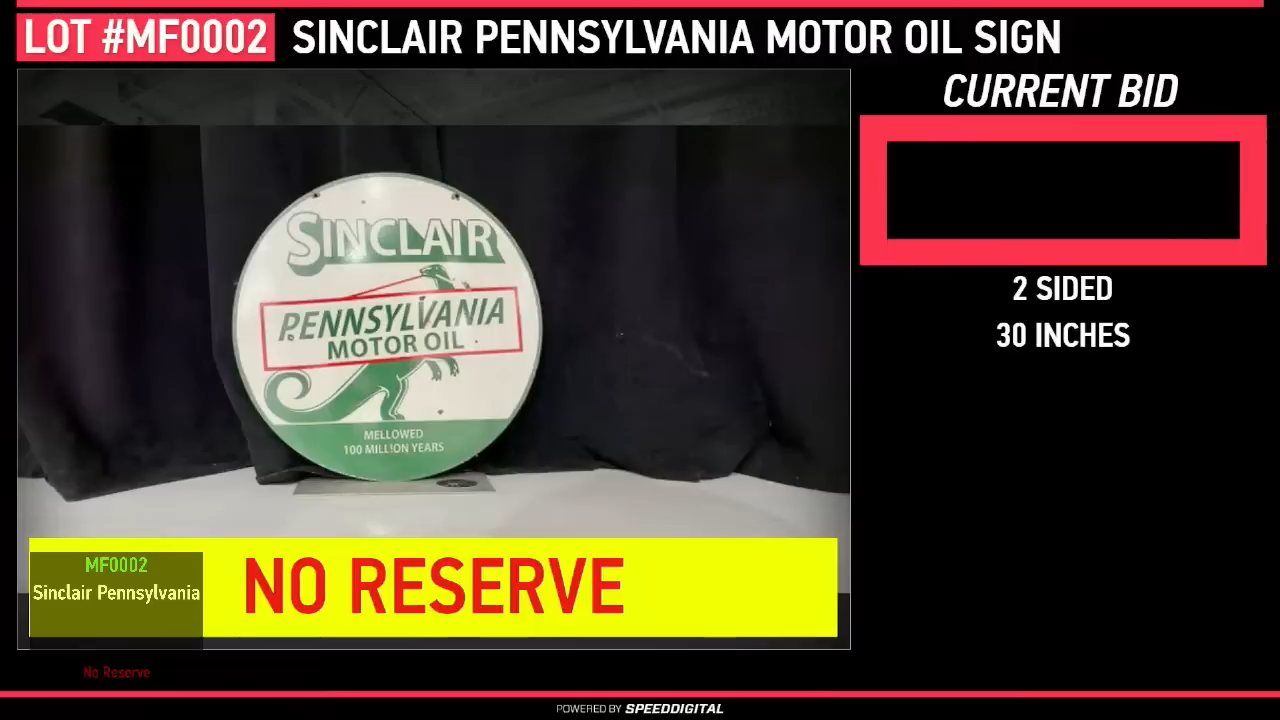 LOT #MF0002 SINCLAIR PENNSYLVANIA MOTOR OIL SIGN
CURRENT BID
2 SIDED
30 INCHES
SINCLAIR
PENNSYLVANIA
MOTOR OIL
MELLOWED
100 MILLION YEARS
MF0002
Sinclair Pennsylvania
NO RESERVE
No Reserve
POWERED BY SPEEDDIGITAL